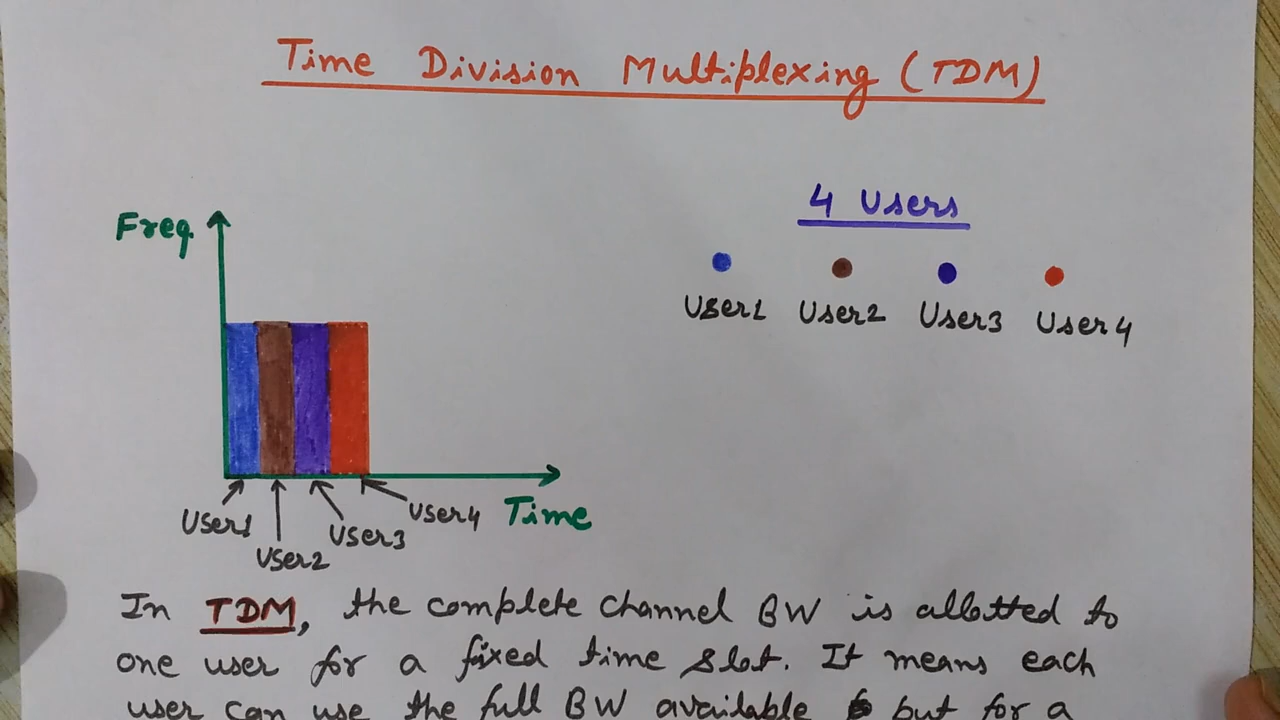 Time Division Multiplexing (TDM)
4 Users
User1 User2 User3 User4
Freq.
User1 User2 User3 User4 Time
In TDM, the complete channel BW is allotted to
one user for a fixed time slot. It means each
user can use the full BW available but for a